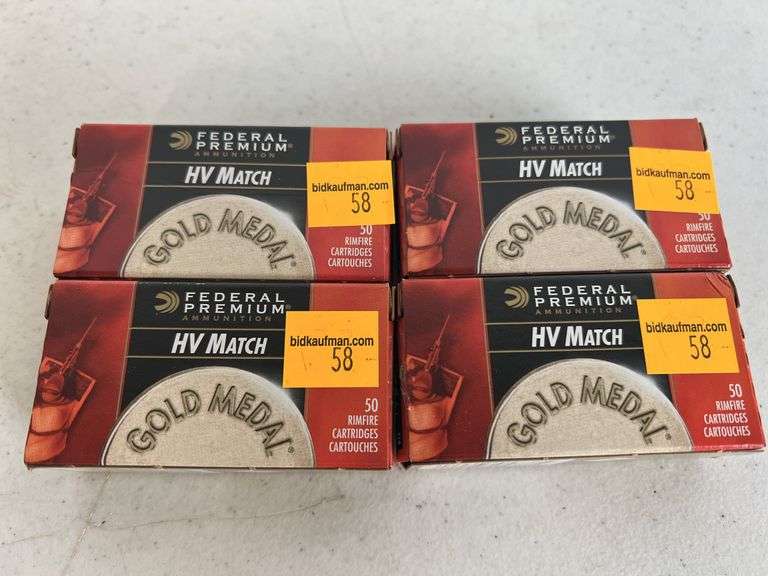 FEDERAL
PREMIUM®
AMMUNITION
HV MATCH
GOLD MEDAL®
bidkaufman.com
58
50
RIMFIRE
CARTRIDGES
CARTOUCHES
FEDERAL
PREMIUM®
AMMUNITION
HV MATCH
GOLD MEDAL®
bidkaufman.com
58
50
RIMFIRE
CARTRIDGES
CARTOUCHES
FEDERAL
PREMIUM®
AMMUNITION
HV MATCH
GOLD MEDAL®
bidkaufman.com
58
50
RIMFIRE
CARTRIDGES
CARTOUCHES
FEDERAL
PREMIUM®
AMMUNITION
HV MATCH
GOLD MEDAL®
bidkaufman.com
58
50
RIMFIRE
CARTRIDGES
CARTOUCHES